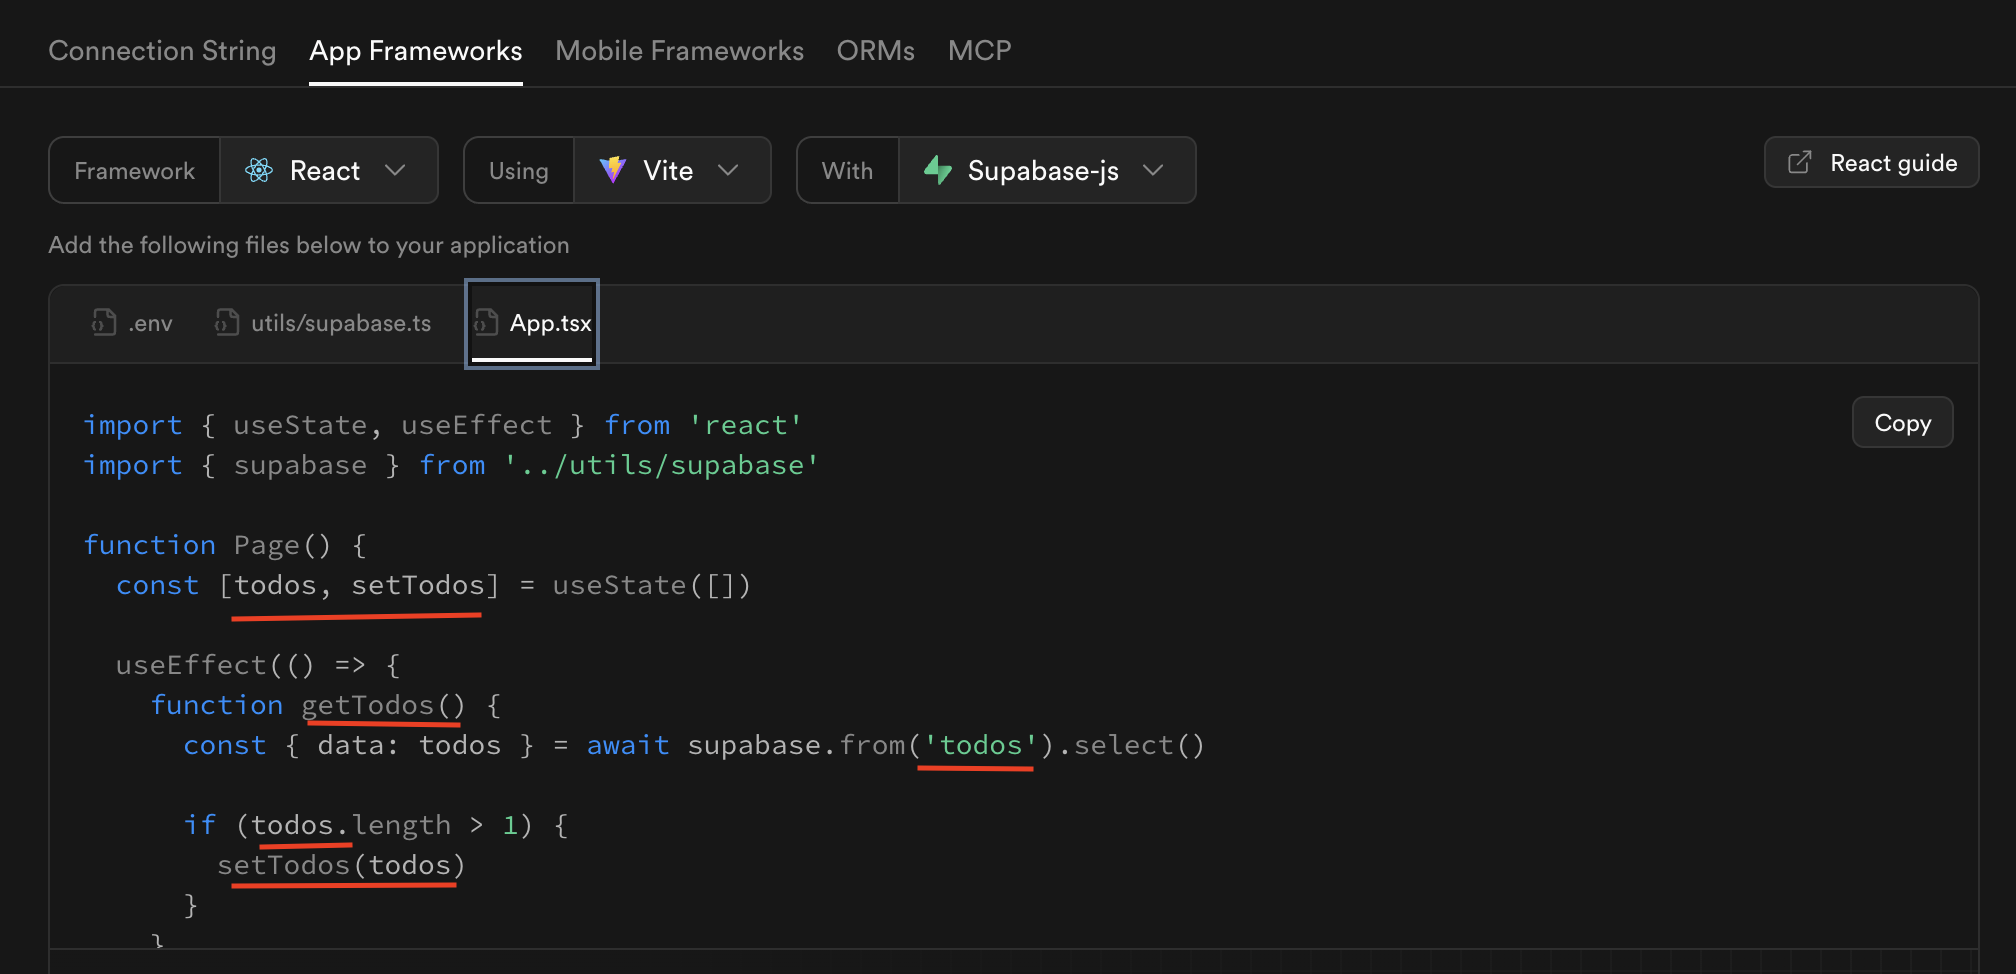 Connection String App Frameworks Mobile Frameworks ORMs MCP
Framework React Using Vite With Supabase-js React guide
Add the following files below to your application
.env utils/supabase.ts App.tsx
Copy
import { useState, useEffect } from 'react'
import { supabase } from '../utils/supabase'
function Page() {
const [todos, setTodos] = useState([])
useEffect(() => {
function getTodos() {
const { data: todos } = await supabase.from('todos').select()
if (todos.length > 1) {
setTodos(todos)
}
}